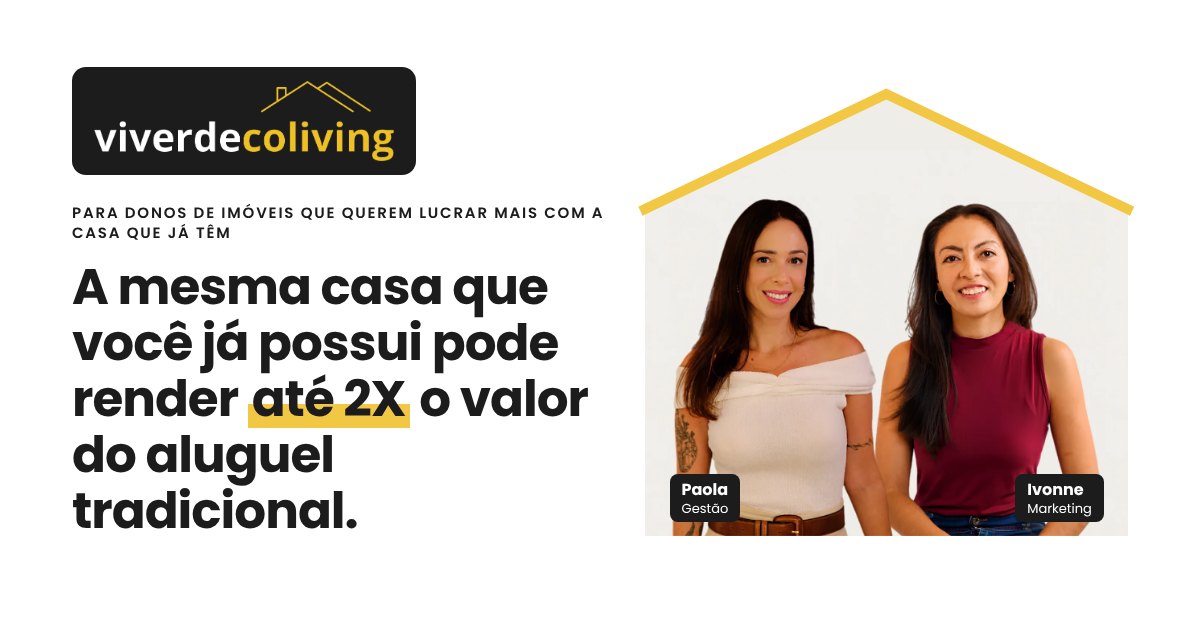 viverdecoliving
PARA DONOS DE IMÓVEIS QUE QUEREM LUCRAR MAIS COM A
CASA QUE JÁ TÊM
A mesma casa que
você já possui pode
render até 2X o valor
do aluguel
tradicional.
Paola
Gestão
Ivonne
Marketing